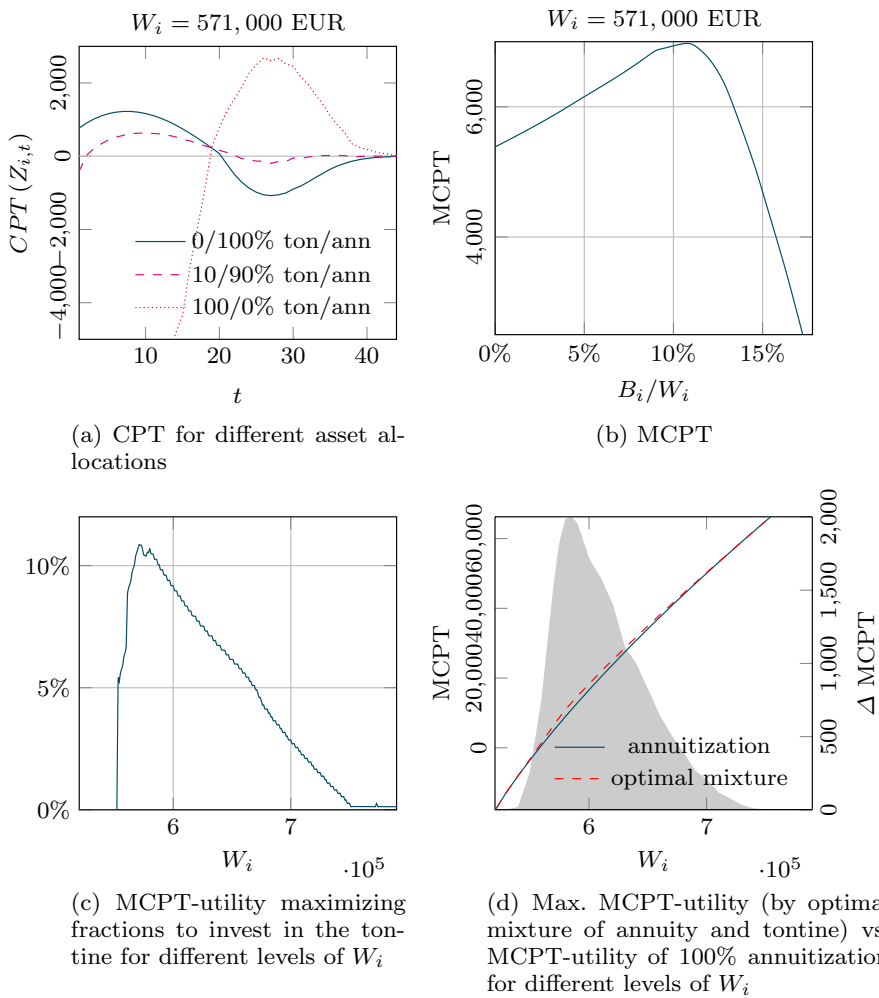 W_i = 571,000 EUR
2,000
0
−2,000
−4,000
CPT (Z_{i,t})
0/100% ton/ann
10/90% ton/ann
100/0% ton/ann
10 20 30 40
t
(a) CPT for different asset al-
locations
W_i = 571,000 EUR
6,000
4,000
MCPT
0% 5% 10% 15%
B_i/W_i
(b) MCPT
10%
5%
0%
6 7
W_i
·10^5
(c) MCPT-utility maximizing
fractions to invest in the ton-
tine for different levels of W_i
60,000
40,000
20,000
0
MCPT
2,000
1,500
1,000
500
0
Δ MCPT
annuitization
optimal mixture
6 7
W_i
·10^5
(d) Max. MCPT-utility (by optima
mixture of annuity and tontine) vs
MCPT-utility of 100% annuitization
for different levels of W_i